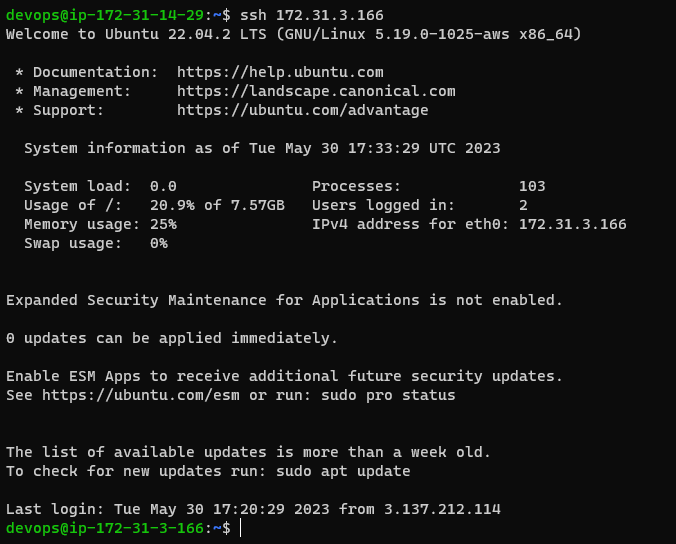 devops@ip-172-31-14-29:~$ ssh 172.31.3.166
Welcome to Ubuntu 22.04.2 LTS (GNU/Linux 5.19.0-1025-aws x86_64)
* Documentation:  https://help.ubuntu.com
* Management:     https://landscape.canonical.com
* Support:        https://ubuntu.com/advantage
System information as of Tue May 30 17:33:29 UTC 2023
System load:  0.0               Processes:             103
Usage of /:   20.9% of 7.57GB   Users logged in:       2
Memory usage: 25%               IPv4 address for eth0: 172.31.3.166
Swap usage:   0%
Expanded Security Maintenance for Applications is not enabled.
0 updates can be applied immediately.
Enable ESM Apps to receive additional future security updates.
See https://ubuntu.com/esm or run: sudo pro status
The list of available updates is more than a week old.
To check for new updates run: sudo apt update
Last login: Tue May 30 17:20:29 2023 from 3.137.212.114
devops@ip-172-31-3-166:~$